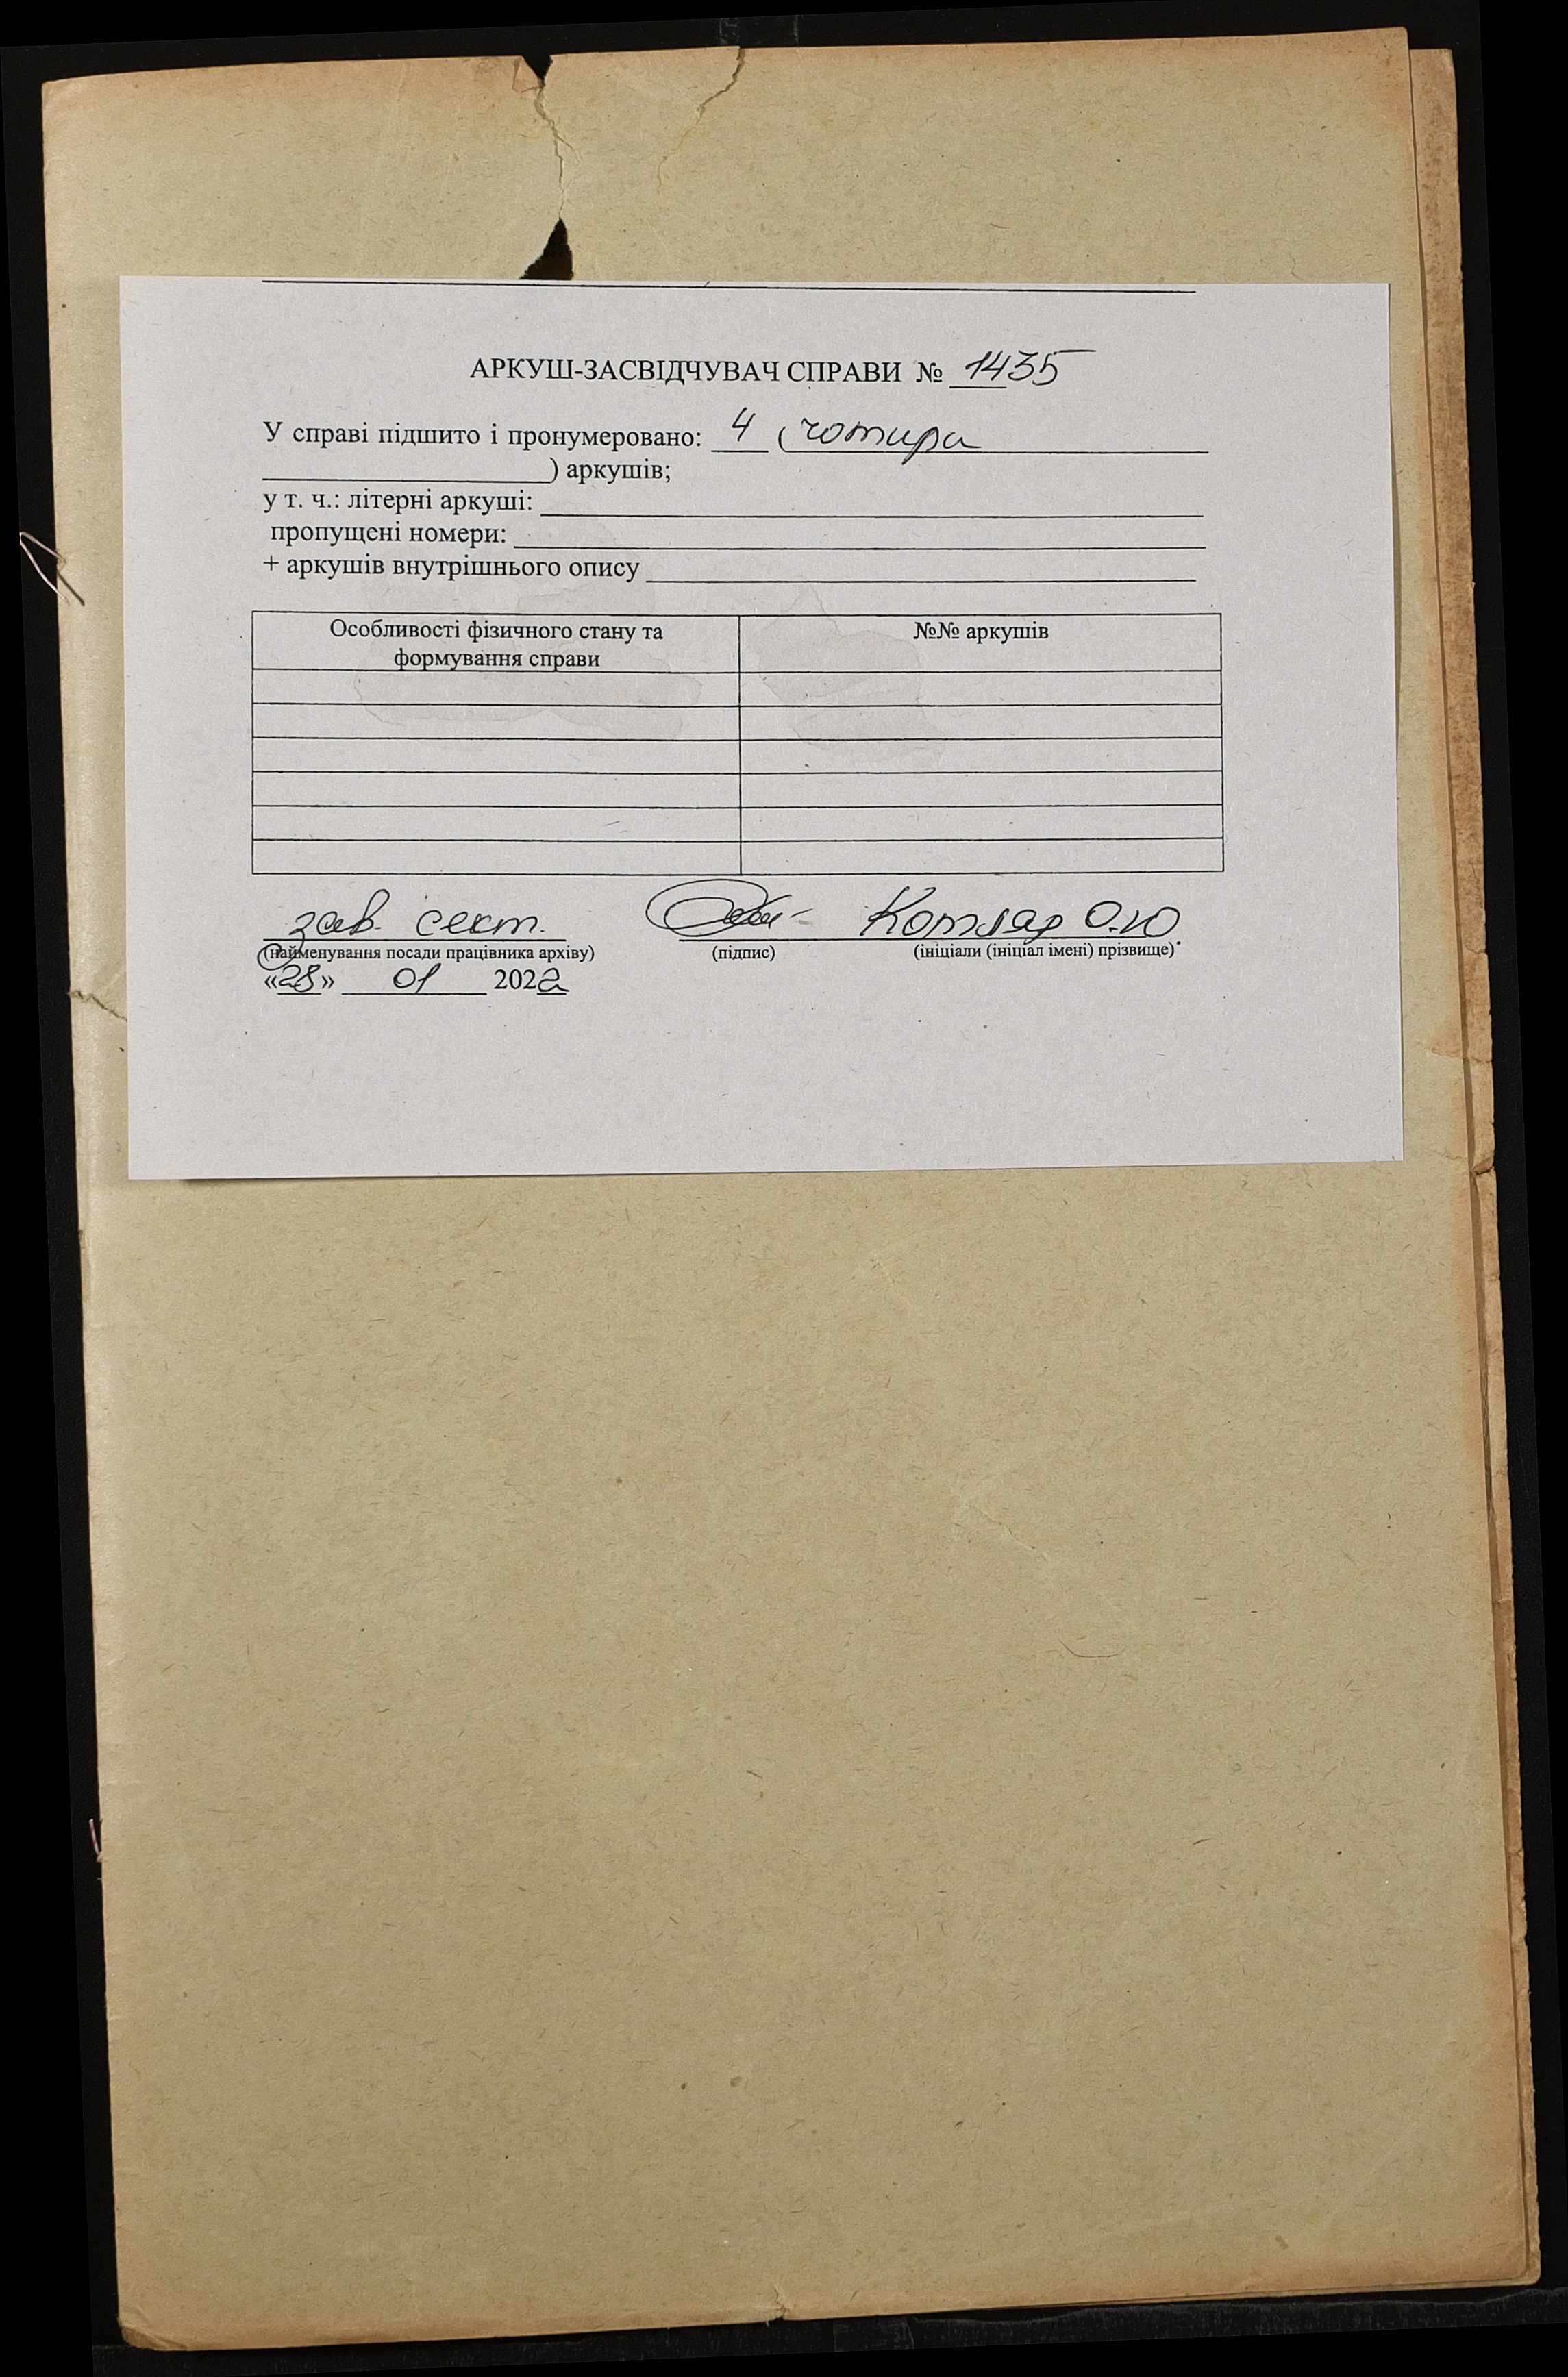 АРКУШ-ЗАСВІДЧУВАЧ СПРАВИ № 1435
У справі підшито і пронумеровано: 4 (чотири
) аркушів;
у т. ч.: літерні аркуші:
пропущені номери:
+ аркушів внутрішнього опису
Особливості фізичного стану та формування справи №№ аркушів
зав. сект. Котляр О.Ю
(найменування посади працівника архіву) (підпис) (ініціали (ініціал імені) прізвище)
«28» 01 2022